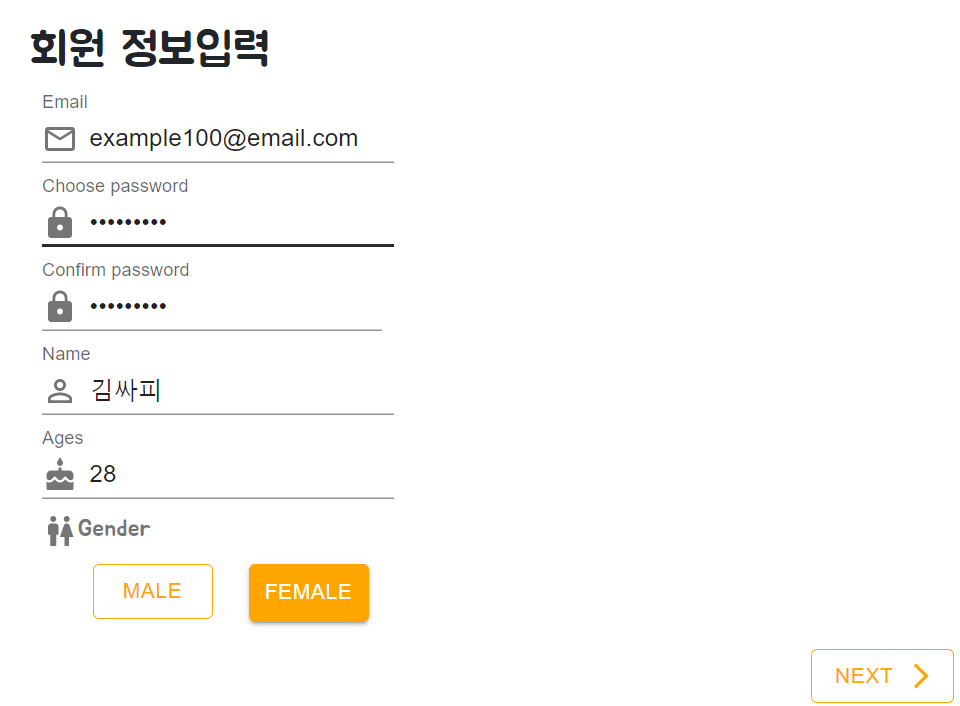 회원 정보입력
Email
example100@email.com
Choose password
•••••••••
Confirm password
•••••••••
Name
김싸피
Ages
28
Gender
MALE FEMALE
NEXT